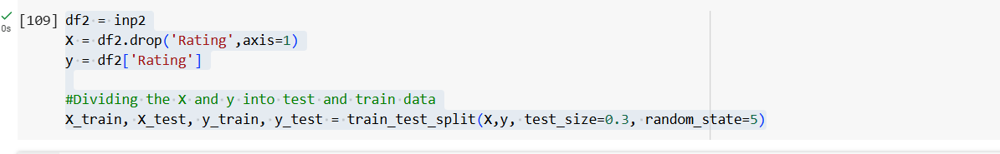 [109] df2 = inp2
X = df2.drop('Rating',axis=1)
y = df2['Rating']
#Dividing the X and y into test and train data
X_train, X_test, y_train, y_test = train_test_split(X,y, test_size=0.3, random_state=5)
0s